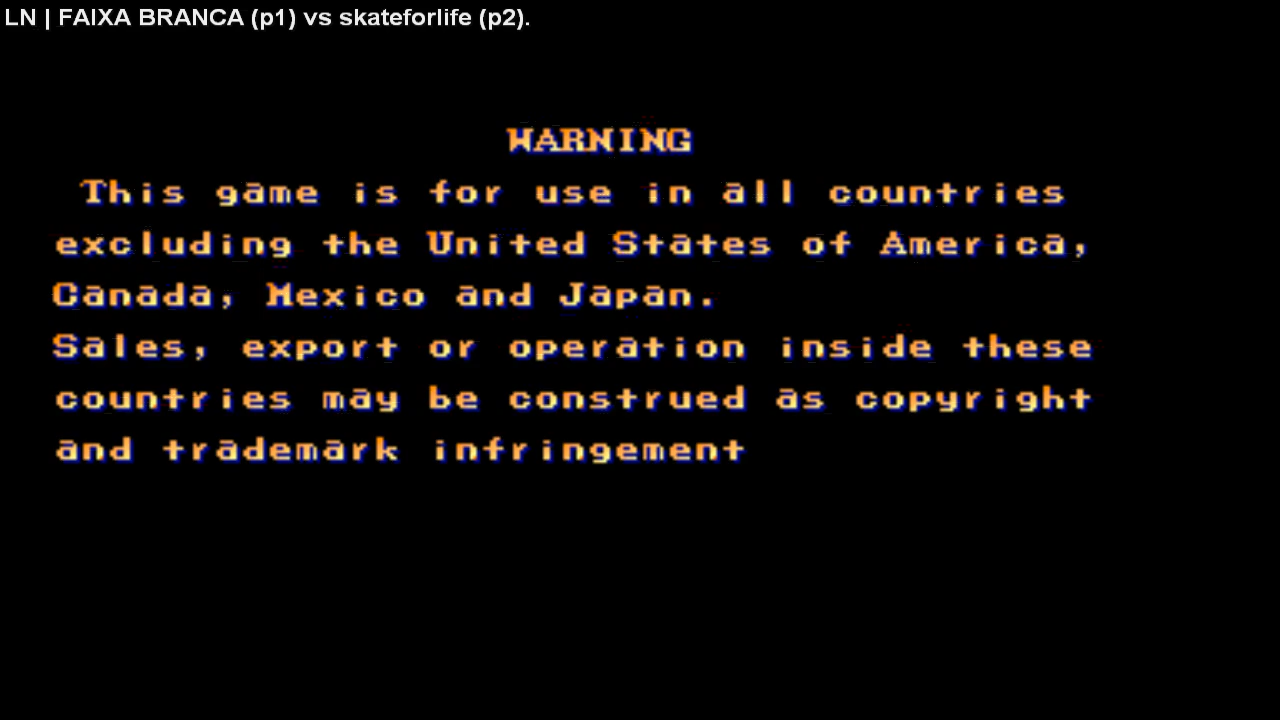 LN | FAIXA BRANCA (p1) vs skateforlife (p2).
WARNING
This game is for use in all countries
excluding the United States of America,
Canada, Mexico and Japan.
Sales, export or operation inside these
countries may be construed as copyright
and trademark infringement